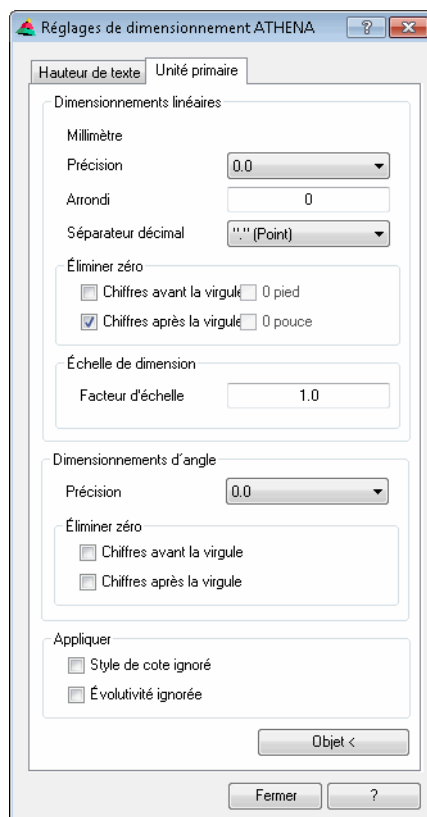 Réglages de dimensionnement ATHENA
Hauteur de texte
Unité primaire
Dimensionnements linéaires
Millimètre
Précision 0.0
Arrondi 0
Séparateur décimal "." (Point)
Éliminer zéro
Chiffres avant la virgule 0 pied
Chiffres après la virgule 0 pouce
Échelle de dimension
Facteur d'échelle 1.0
Dimensionnements d´angle
Précision 0.0
Éliminer zéro
Chiffres avant la virgule
Chiffres après la virgule
Appliquer
Style de cote ignoré
Évolutivité ignorée
Objet <
Fermer ?